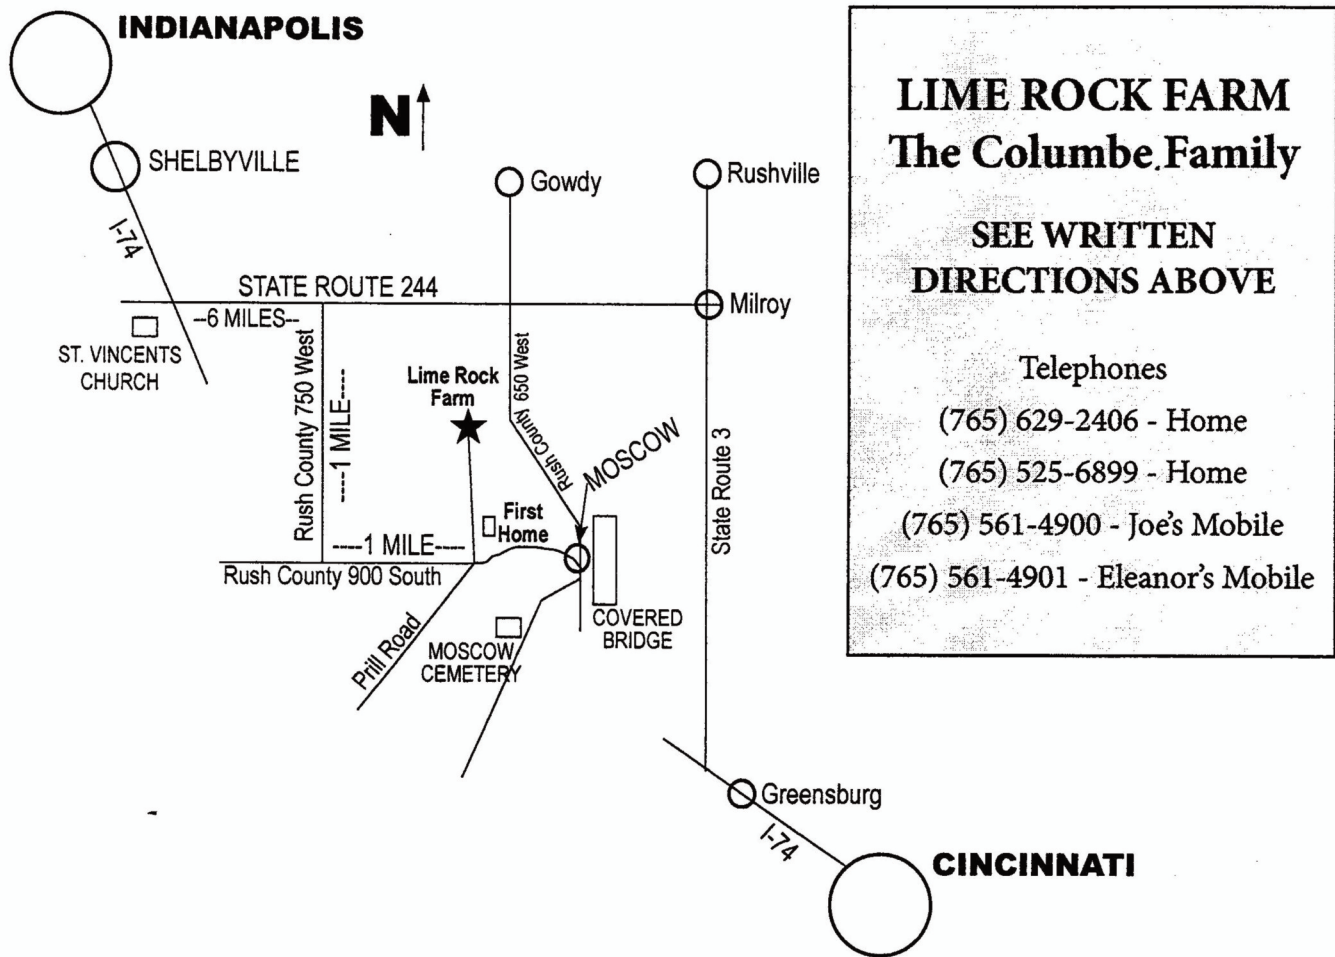 INDIANAPOLIS
N
SHELBYVILLE
Gowdy
Rushville
I-74
STATE ROUTE 244
--6 MILES--
Milroy
ST. VINCENTS
CHURCH
Rush County 750 West
----1 MILE----
Lime Rock
Farm
Rush County 650 West
MOSCOW
State Route 3
First
Home
----1 MILE----
Rush County 900 South
COVERED
BRIDGE
Prill Road
MOSCOW
CEMETERY
Greensburg
I-74
CINCINNATI
LIME ROCK FARM
The Columbe Family
SEE WRITTEN
DIRECTIONS ABOVE
Telephones
(765) 629-2406 - Home
(765) 525-6899 - Home
(765) 561-4900 - Joe's Mobile
(765) 561-4901 - Eleanor's Mobile